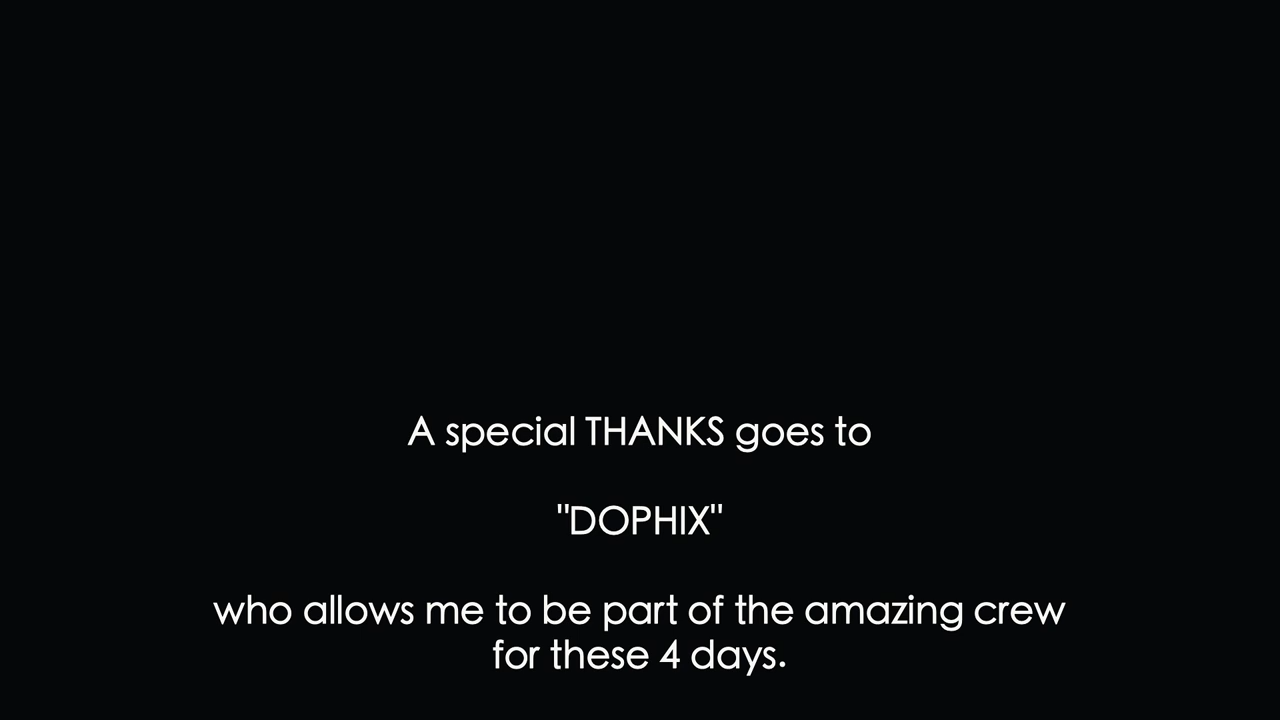 A special THANKS goes to
"DOPHIX"
who allows me to be part of the amazing crew
for these 4 days.